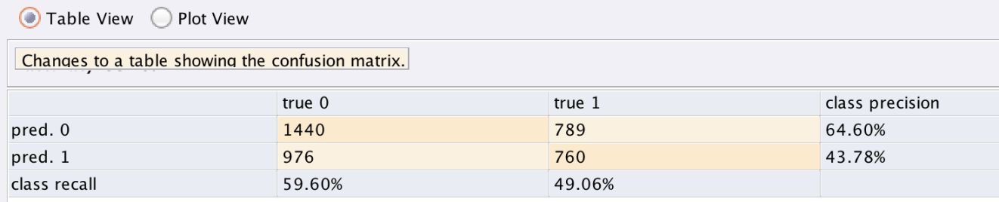 Table View Plot View
Changes to a table showing the confusion matrix.
true 0 true 1 class precision
pred. 0 1440 789 64.60%
pred. 1 976 760 43.78%
class recall 59.60% 49.06%